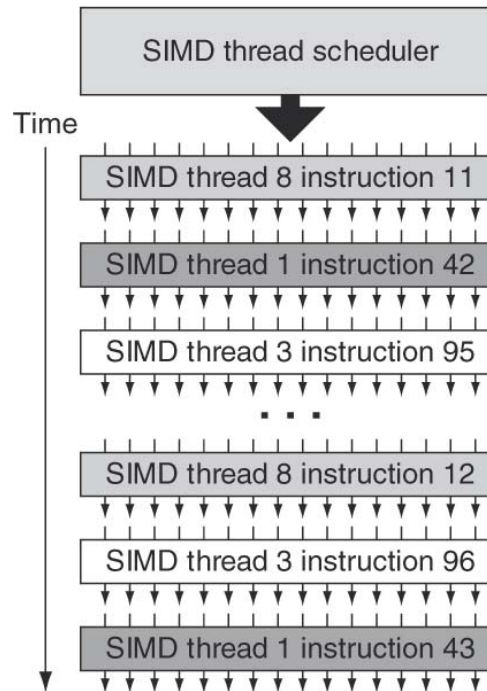 SIMD thread scheduler
Time
SIMD thread 8 instruction 11
SIMD thread 1 instruction 42
SIMD thread 3 instruction 95
. . .
SIMD thread 8 instruction 12
SIMD thread 3 instruction 96
SIMD thread 1 instruction 43